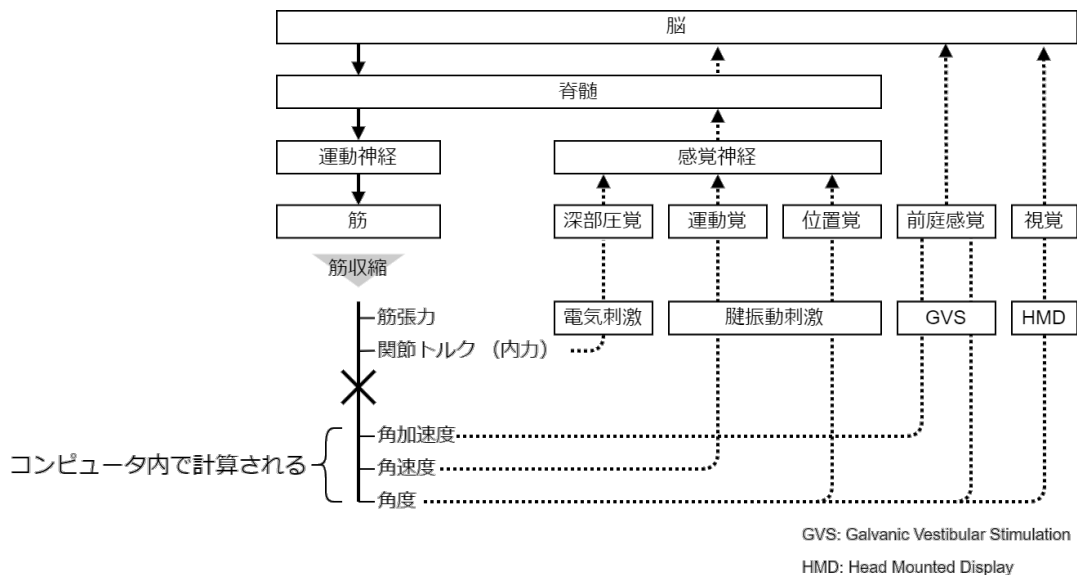 脳
脊髄
運動神経
感覚神経
筋
深部圧覚
運動覚
位置覚
前庭感覚
視覚
筋収縮
筋張力
電気刺激
腱振動刺激
GVS
HMD
関節トルク（内力）
角加速度
コンピュータ内で計算される
角速度
角度
GVS: Galvanic Vestibular Stimulation
HMD: Head Mounted Display